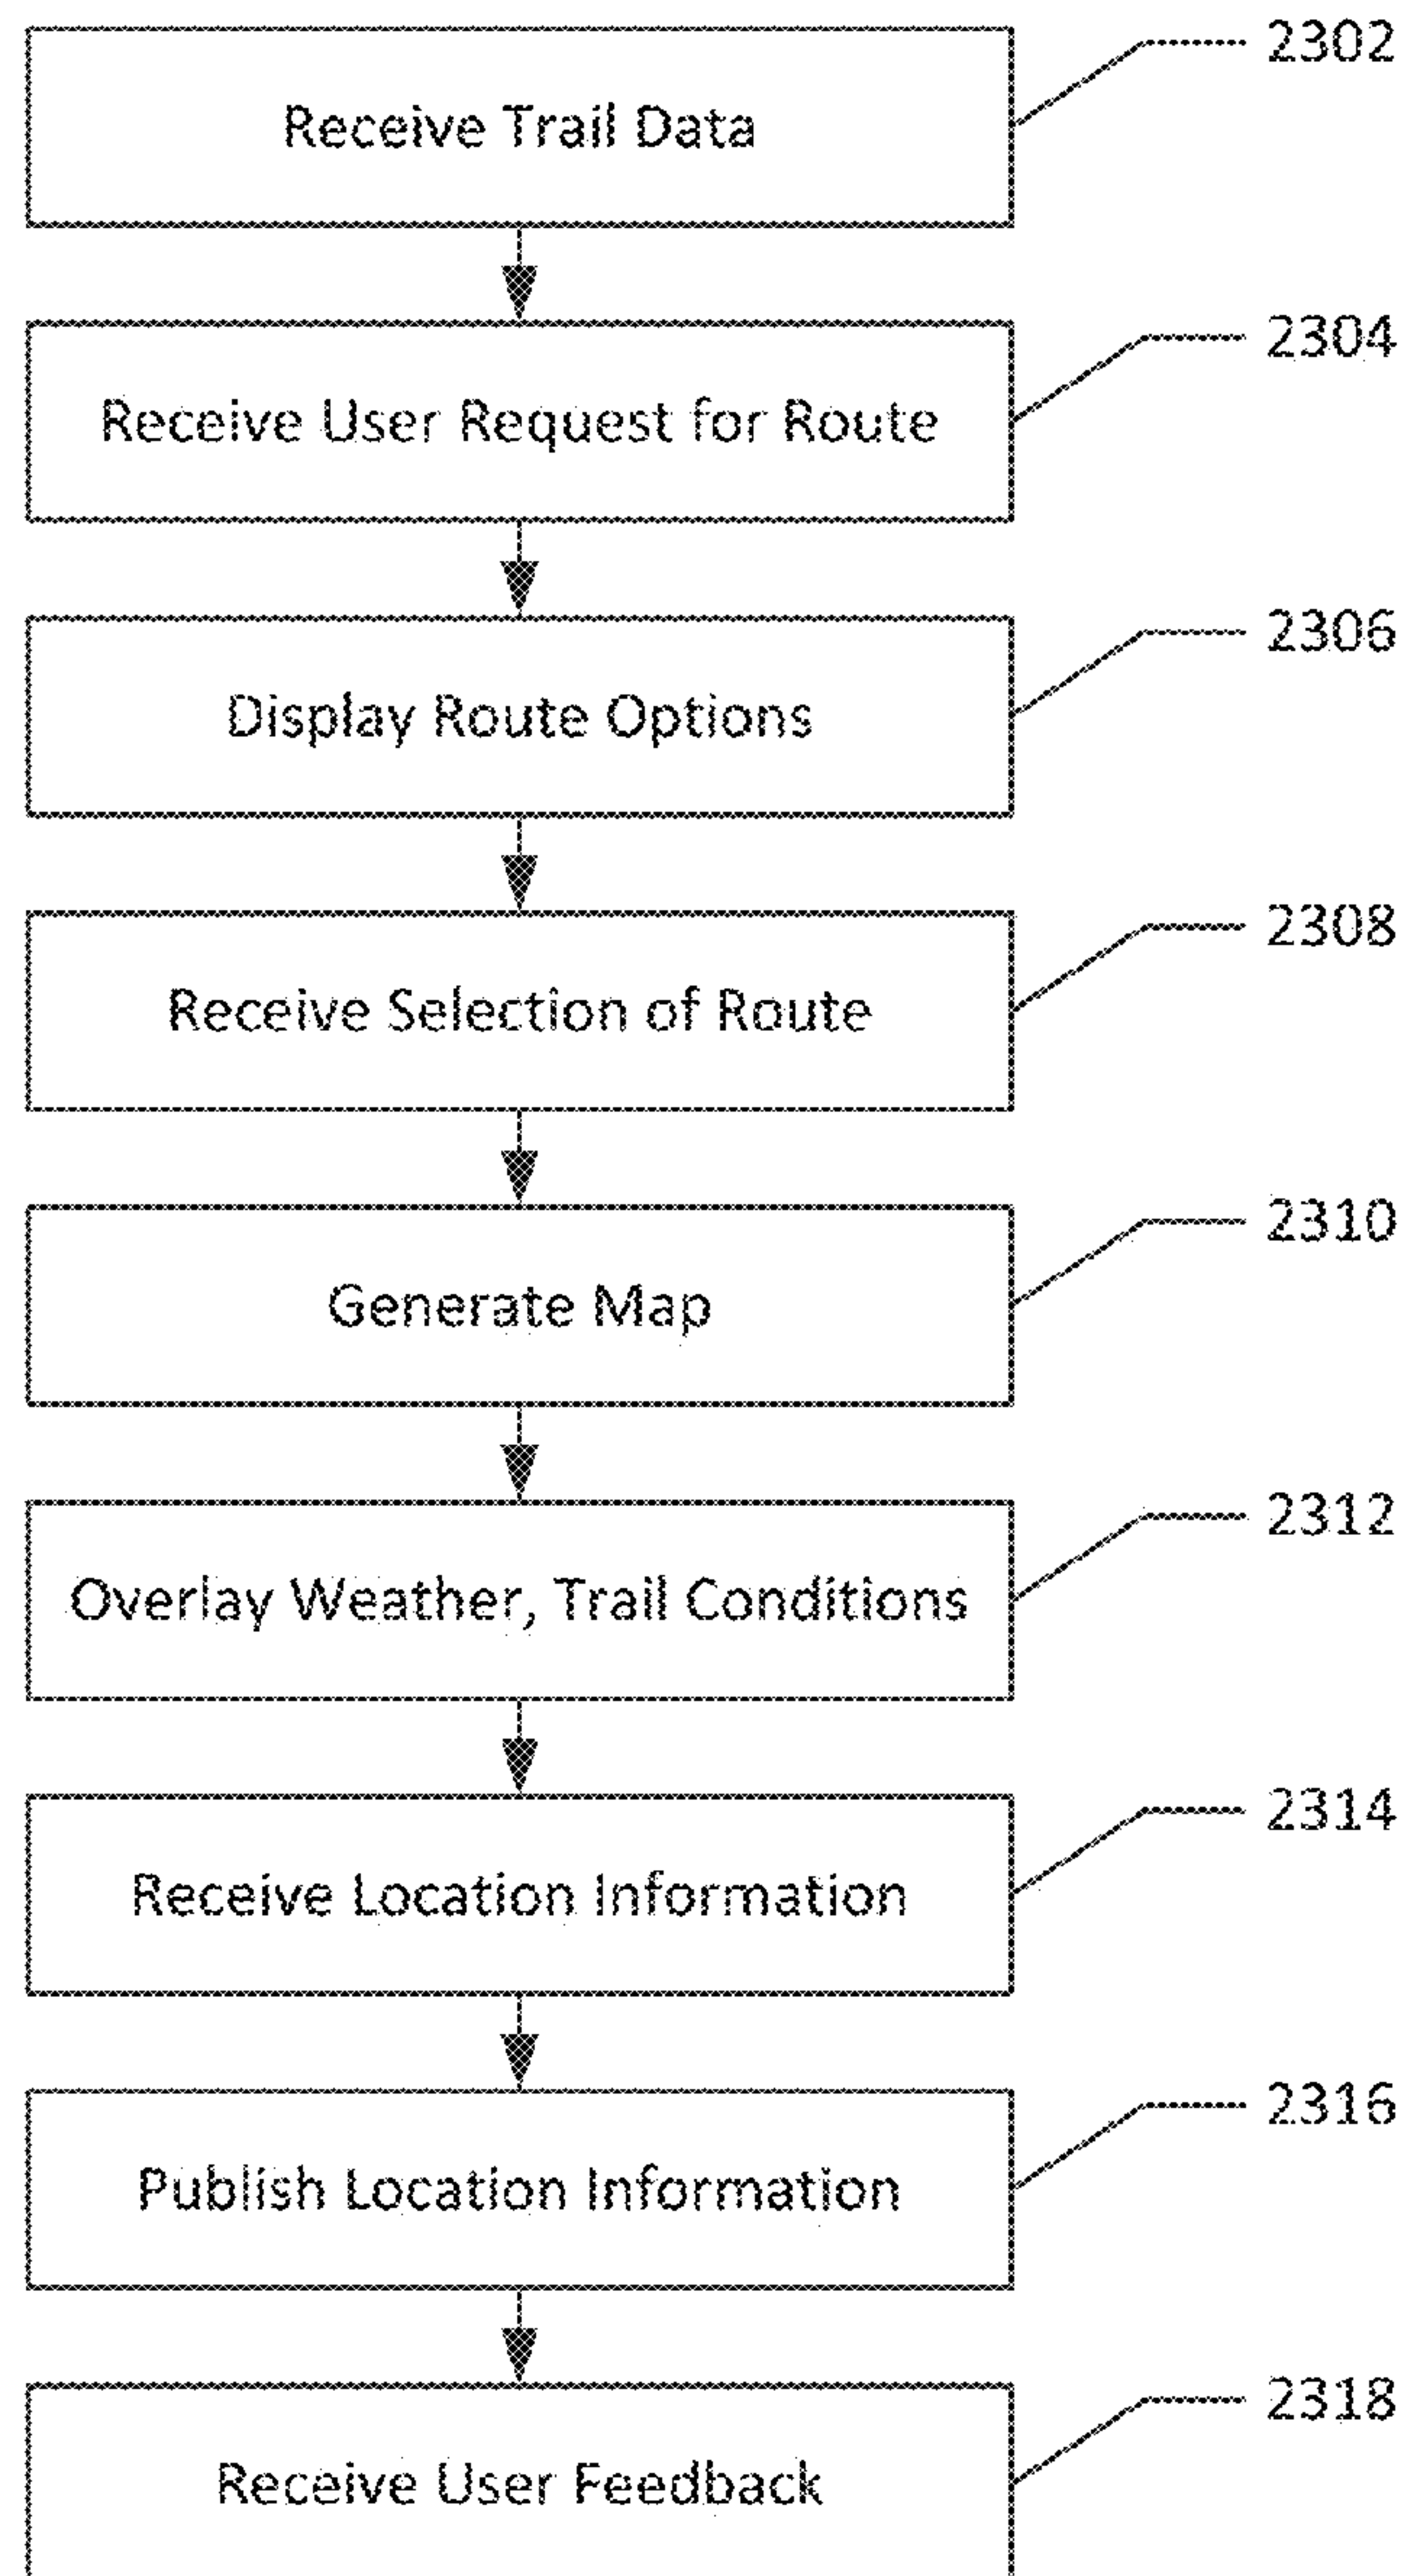 Receive Trail Data
2302
Receive User Request for Route
2304
Display Route Options
2306
Receive Selection of Route
2308
Generate Map
2310
Overlay Weather, Trail Conditions
2312
Receive Location Information
2314
Publish Location Information
2316
Receive User Feedback
2318